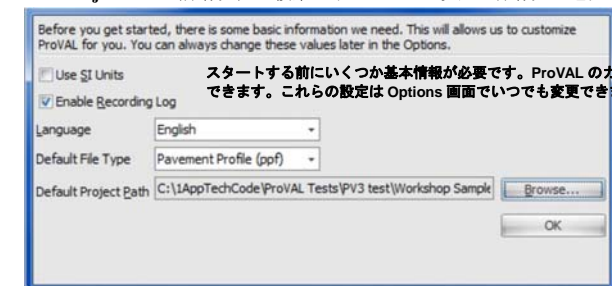 Before you get started, there is some basic information we need. This will allows us to customize
ProVAL for you. You can always change these values later in the Options.
Use SI Units
スタートする前にいくつか基本情報が必要です。ProVAL の
Enable Recording Log
できます。これらの設定は Options 画面でいつでも変更でき
Language
English
Default File Type
Pavement Profile (ppf)
Default Project Path
C:\1AppTechCode\ProVAL Tests\PV3 test\Workshop Sample
Browse...
OK